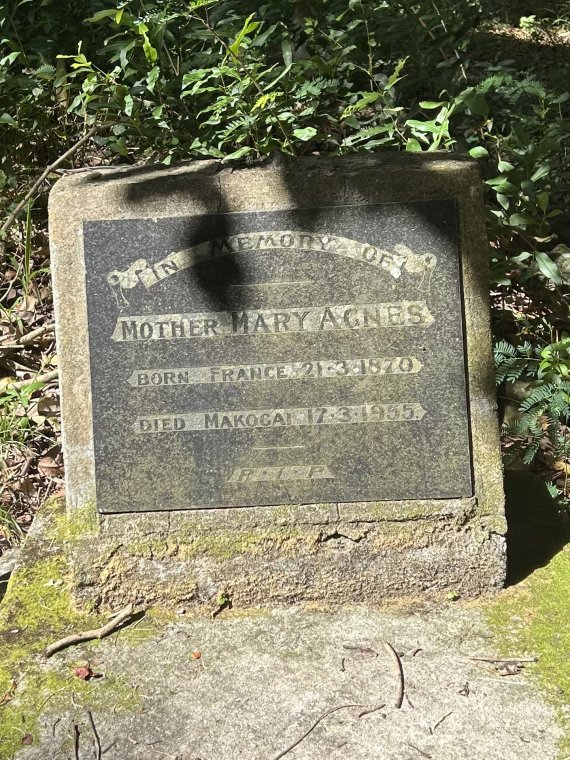 IN MEMORY OF
MOTHER MARY AGNES
BORN FRANCE 21·3·1870
DIED MAKOGAI 17·3·1955
R·I·P